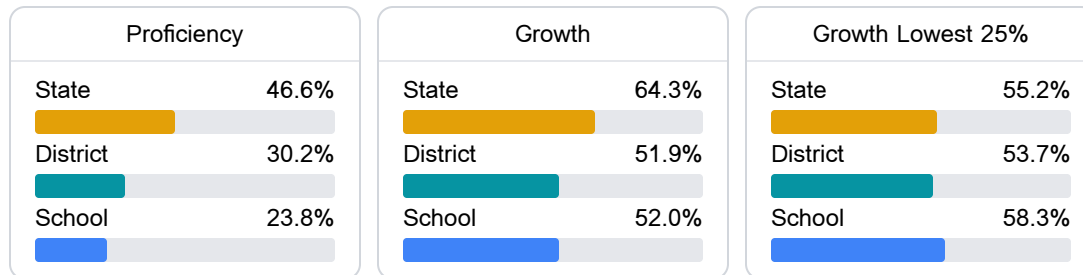 Proficiency
State 46.6%
District 30.2%
School 23.8%
Growth
State 64.3%
District 51.9%
School 52.0%
Growth Lowest 25%
State 55.2%
District 53.7%
School 58.3%